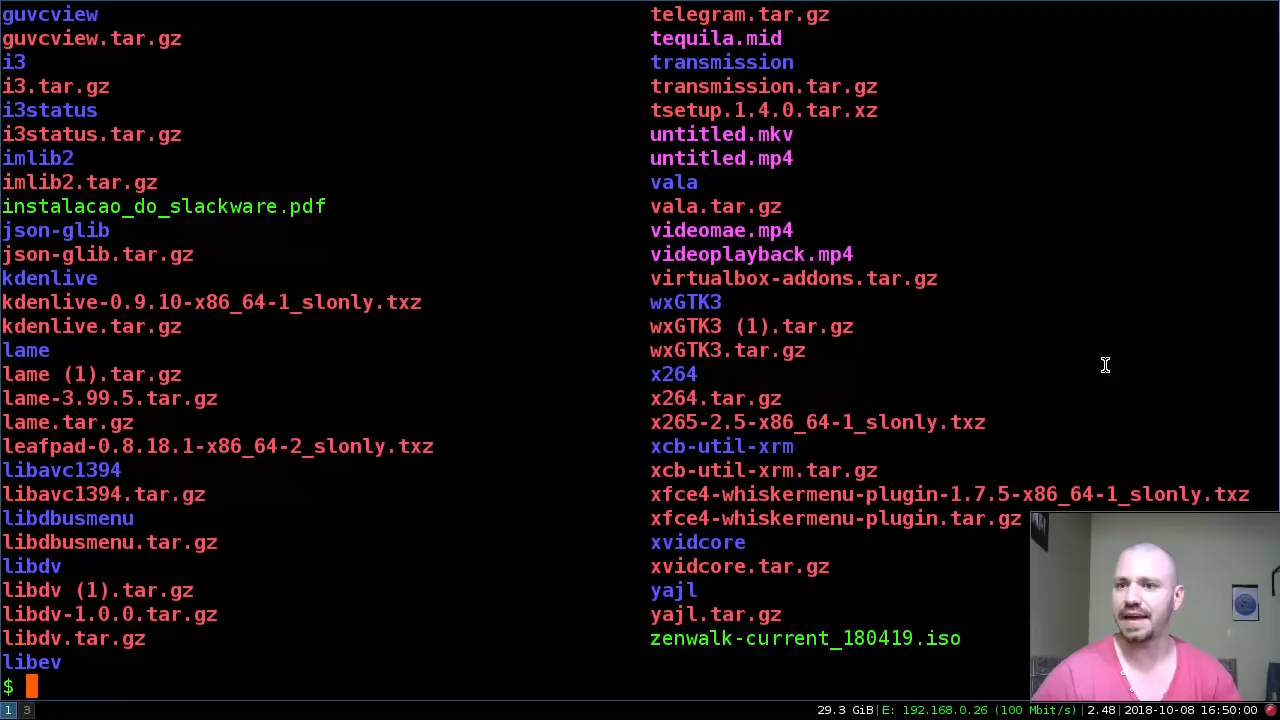 guvcview
guvcview.tar.gz
i3
i3.tar.gz
i3status
i3status.tar.gz
imlib2
imlib2.tar.gz
instalacao_do_slackware.pdf
json-glib
json-glib.tar.gz
kdenlive
kdenlive-0.9.10-x86_64-1_slonly.txz
kdenlive.tar.gz
lame
lame (1).tar.gz
lame-3.99.5.tar.gz
lame.tar.gz
leafpad-0.8.18.1-x86_64-2_slonly.txz
libavc1394
libavc1394.tar.gz
libdbusmenu
libdbusmenu.tar.gz
libdv
libdv (1).tar.gz
libdv-1.0.0.tar.gz
libdv.tar.gz
libev
telegram.tar.gz
tequila.mid
transmission
transmission.tar.gz
tsetup.1.4.0.tar.xz
untitled.mkv
untitled.mp4
vala
vala.tar.gz
videomae.mp4
videoplayback.mp4
virtualbox-addons.tar.gz
wxGTK3
wxGTK3 (1).tar.gz
wxGTK3.tar.gz
x264
x264.tar.gz
x265-2.5-x86_64-1_slonly.txz
xcb-util-xrm
xcb-util-xrm.tar.gz
xfce4-whiskermenu-plugin-1.7.5-x86_64-1_slonly.txz
xfce4-whiskermenu-plugin.tar.gz
xvidcore
xvidcore.tar.gz
yajl
yajl.tar.gz
zenwalk-current_180419.iso
$
1 3 29.3 GiB|E: 192.168.0.26 (100 Mbit/s)|2.48|2018-10-08 16:50:00